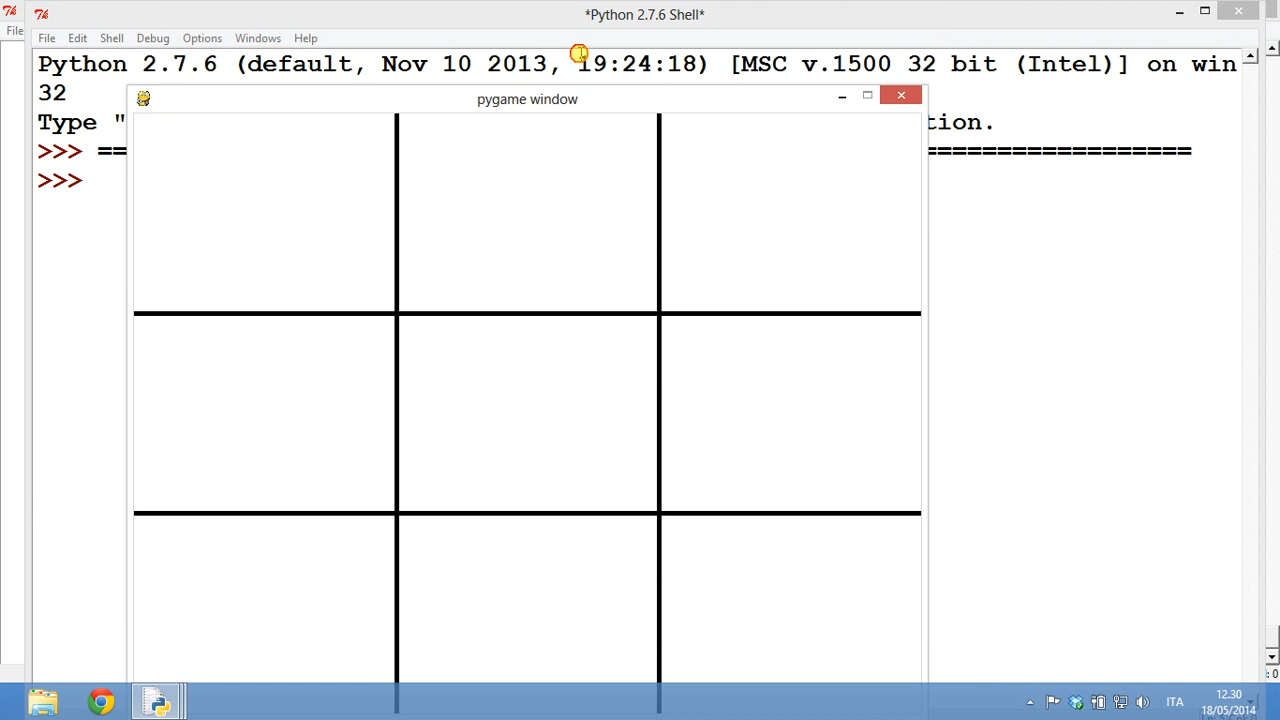 *Python 2.7.6 Shell*
File
File Edit Shell Debug Options Windows Help
Python 2.7.6 (default, Nov 10 2013, 19:24:18) [MSC v.1500 32 bit (Intel)] on win
32
pygame window
Type " tion.
>>> == =================
>>>
:0
ITA
12.30
18/05/2014